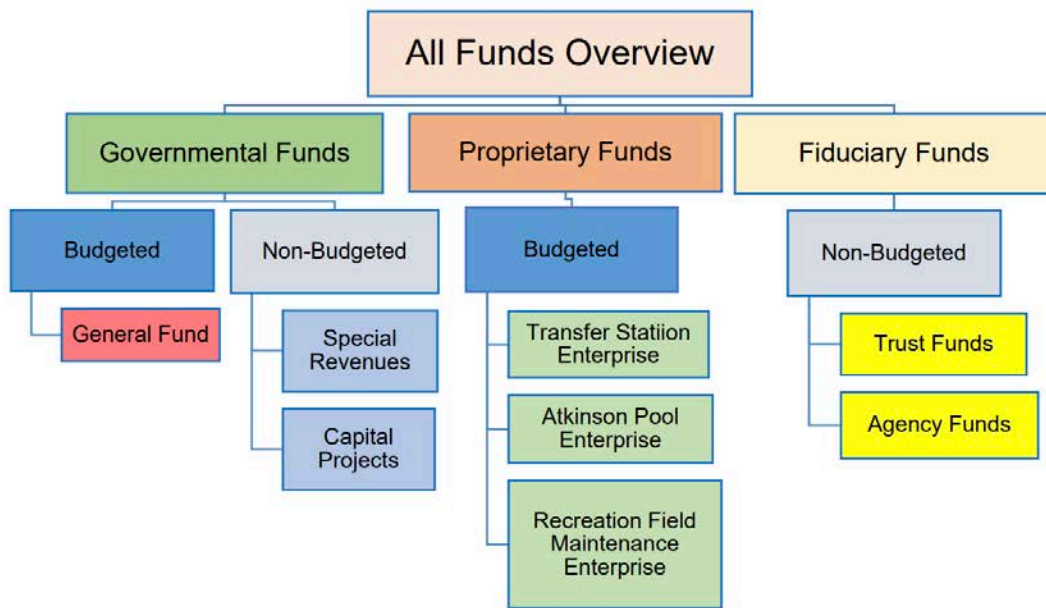 All Funds Overview
Governmental Funds
Proprietary Funds
Fiduciary Funds
Budgeted
Non-Budgeted
Budgeted
Non-Budgeted
General Fund
Special
Revenues
Capital
Projects
Transfer Statiion
Enterprise
Atkinson Pool
Enterprise
Recreation Field
Maintenance
Enterprise
Trust Funds
Agency Funds